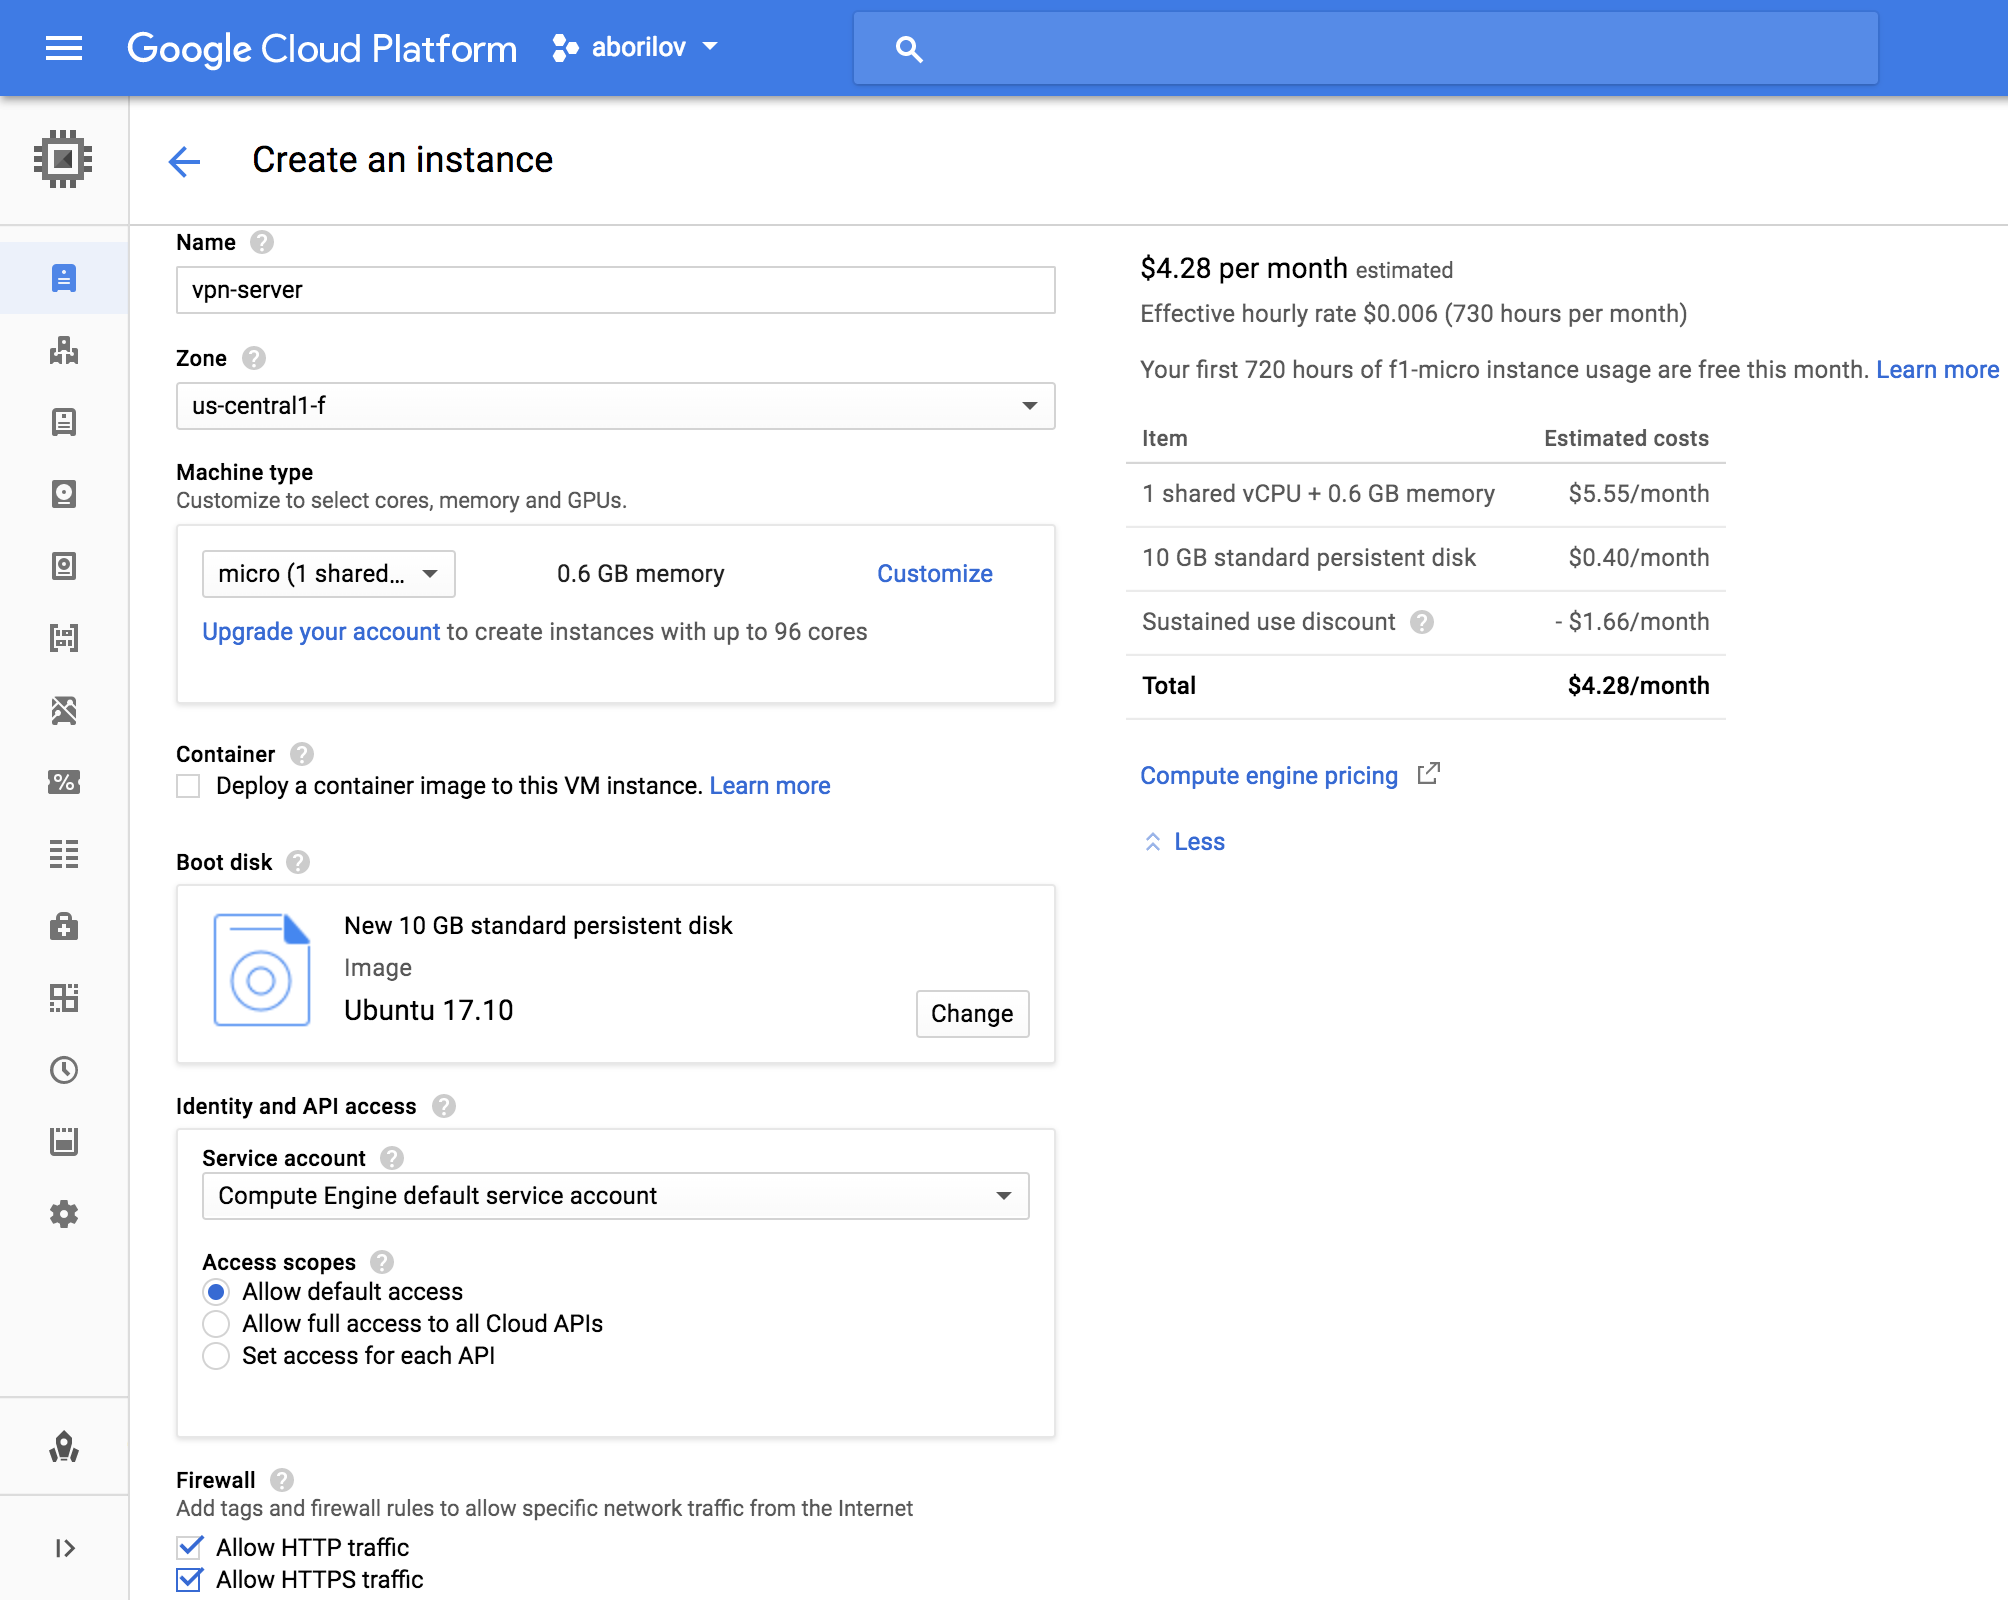 Google Cloud Platform aborilov
Create an instance
Name
vpn-server
Zone
us-central1-f
Machine type
Customize to select cores, memory and GPUs.
micro (1 shared... 0.6 GB memory Customize
Upgrade your account to create instances with up to 96 cores
Container
Deploy a container image to this VM instance. Learn more
Boot disk
New 10 GB standard persistent disk
Image
Ubuntu 17.10
Change
Identity and API access
Service account
Compute Engine default service account
Access scopes
Allow default access
Allow full access to all Cloud APIs
Set access for each API
Firewall
Add tags and firewall rules to allow specific network traffic from the Internet
Allow HTTP traffic
Allow HTTPS traffic
$4.28 per month estimated
Effective hourly rate $0.006 (730 hours per month)
Your first 720 hours of f1-micro instance usage are free this month. Learn more
Item Estimated costs
1 shared vCPU + 0.6 GB memory $5.55/month
10 GB standard persistent disk $0.40/month
Sustained use discount - $1.66/month
Total $4.28/month
Compute engine pricing
Less